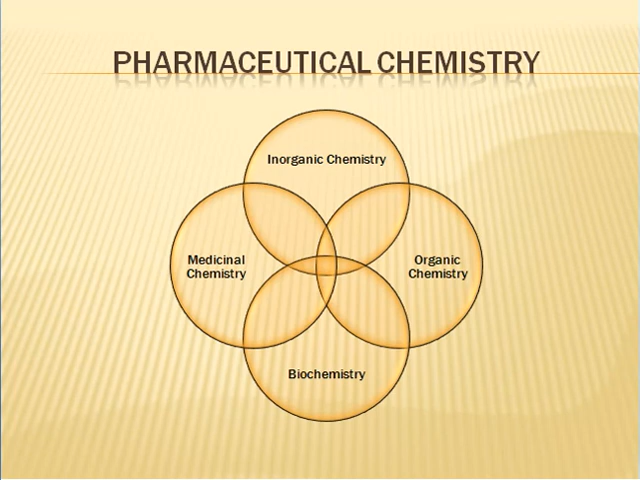 PHARMACEUTICAL CHEMISTRY
Inorganic Chemistry
Medicinal
Chemistry
Organic
Chemistry
Biochemistry